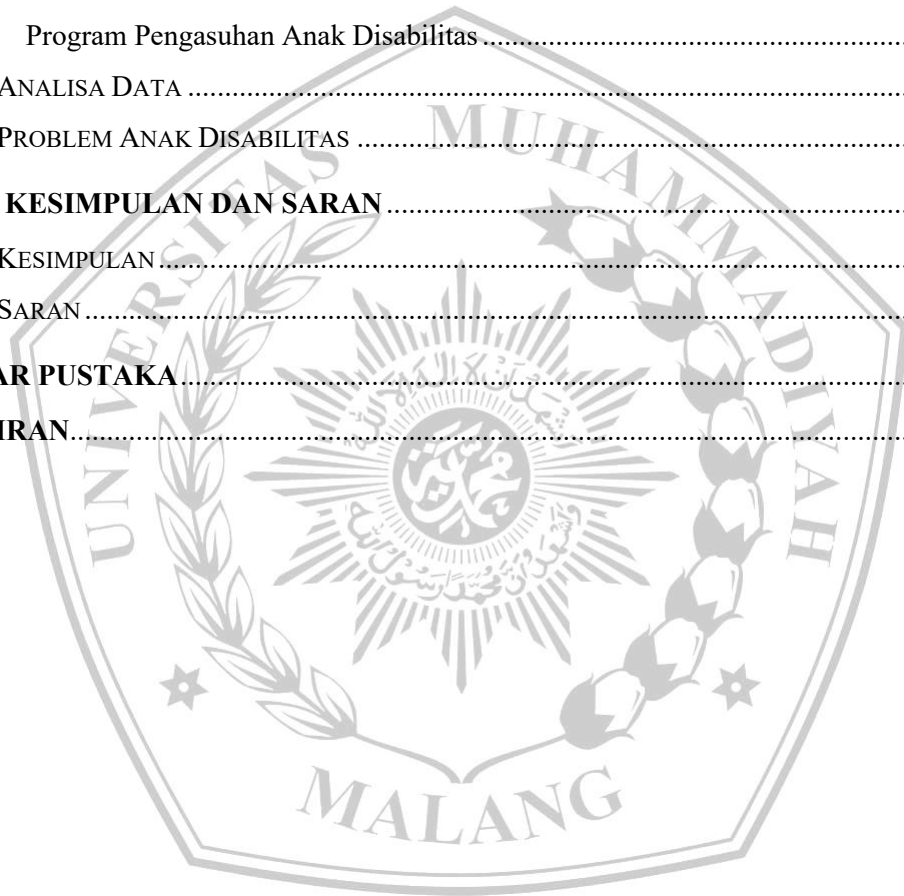 Program Pengasuhan Anak Disabilitas
ANALISA DATA
PROBLEM ANAK DISABILITAS
KESIMPULAN DAN SARAN
KESIMPULAN
SARAN
AR PUSTAKA
IRAN
UNIVERSITAS MUHAMMADIYAH
MALANG